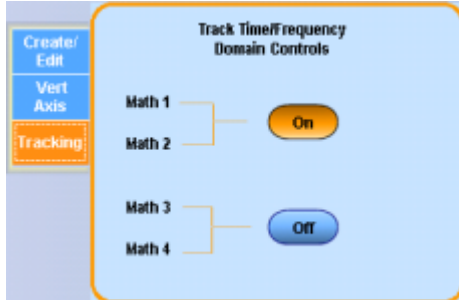 Track Time/Frequency
Domain Controls
Create/
Edit
Vert
Axis
Tracking
Math 1
On
Math 2
Math 3
Off
Math 4